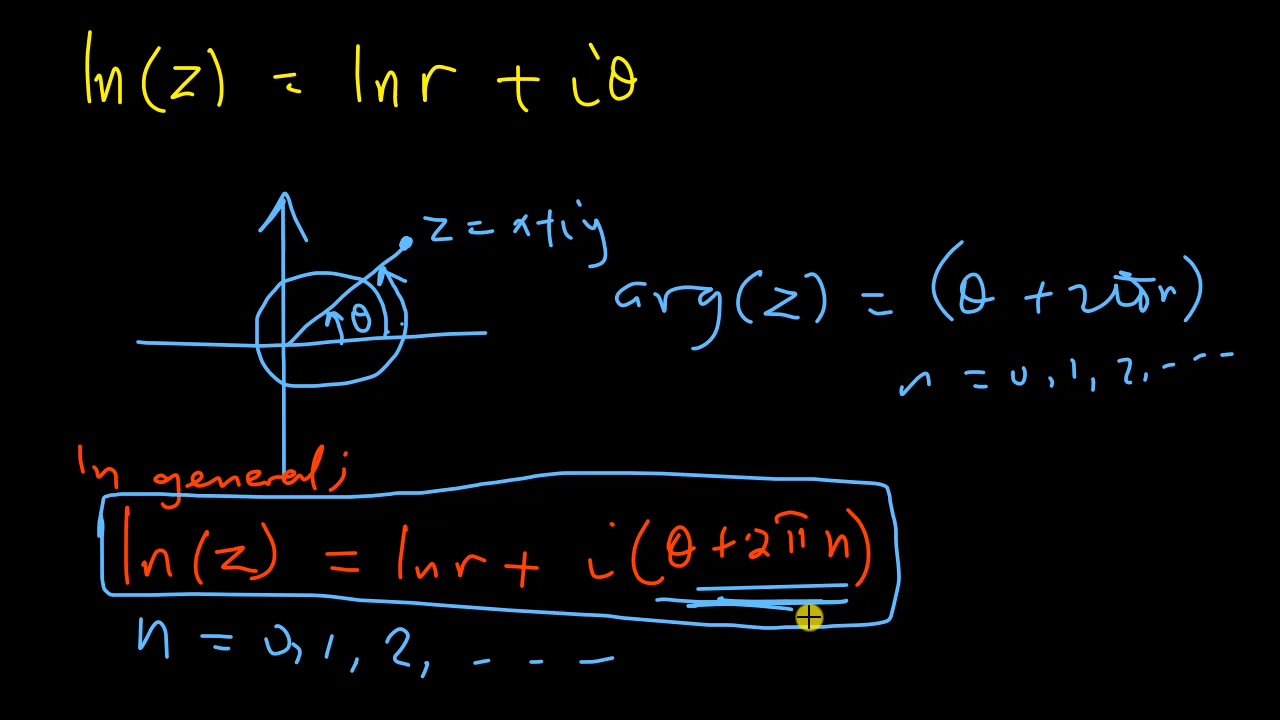 ln(z) = ln r + iθ
z = x+iy
θ
arg(z) = (θ + 2πn)
n = 0, 1, 2, ---
In general;
ln(z) = ln r + i(θ+2πn)
n = 0, 1, 2, ---